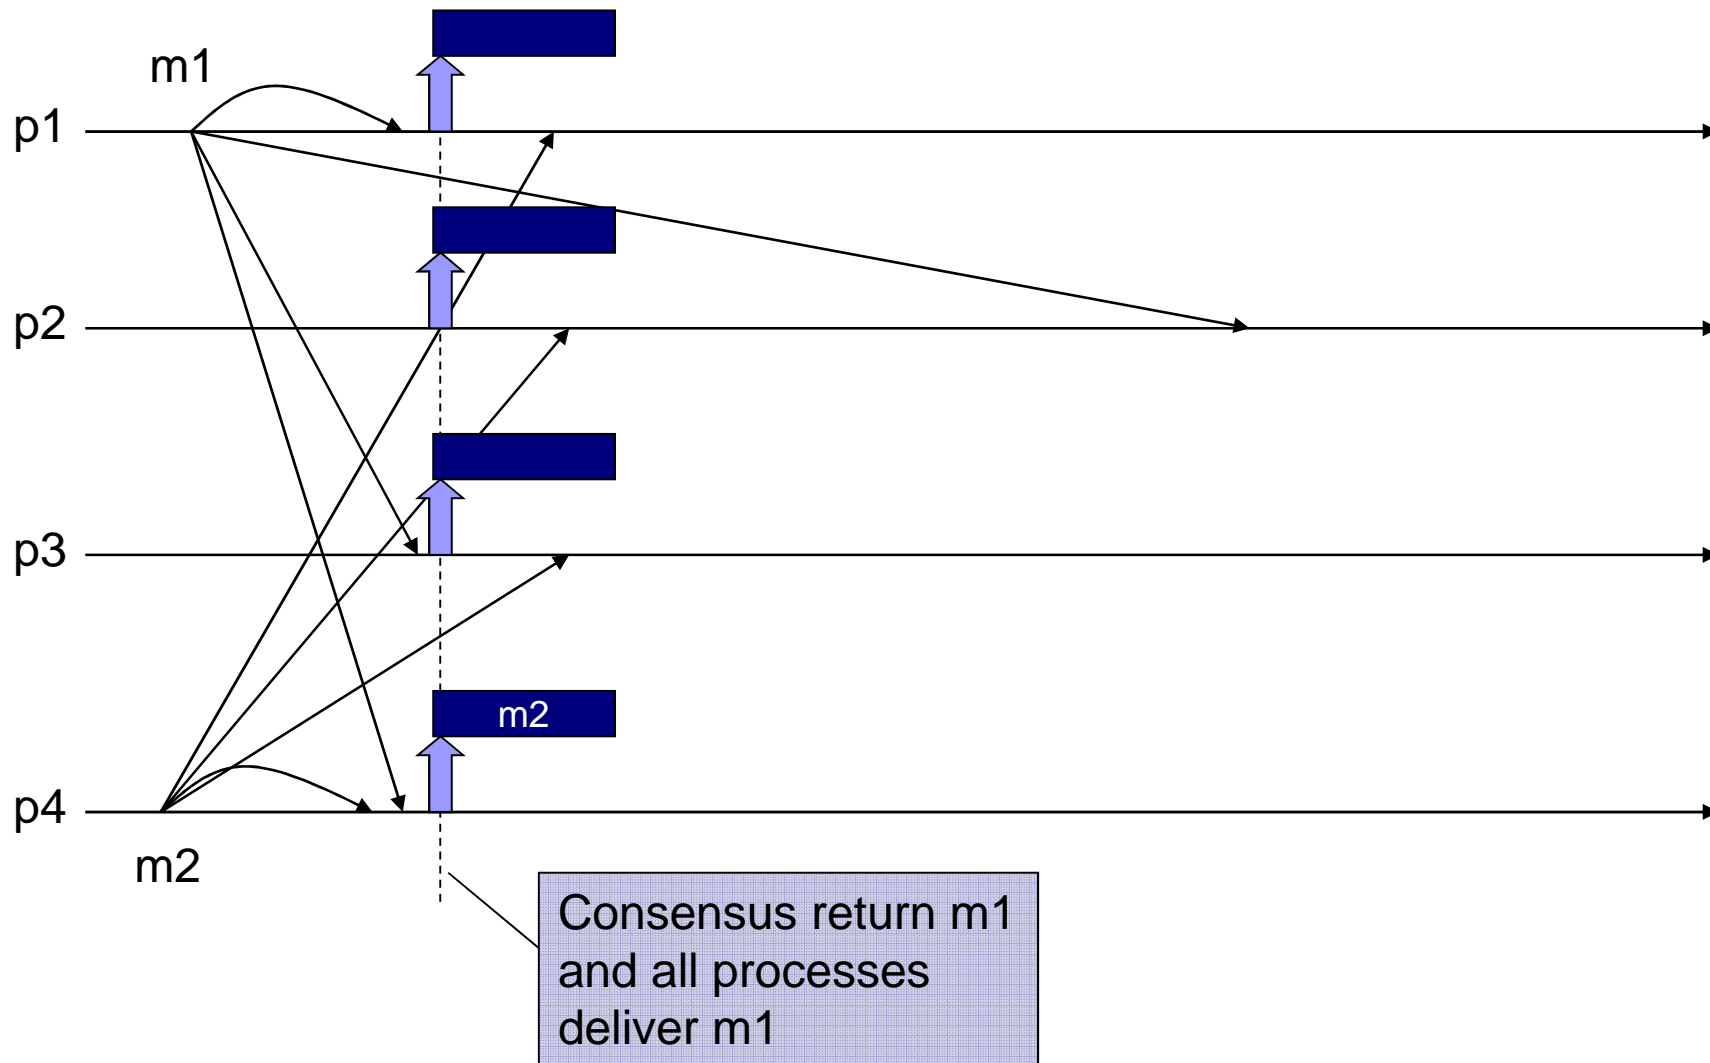 m1
p1
p2
p3
m2
p4
m2
Consensus return m1
and all processes
deliver m1